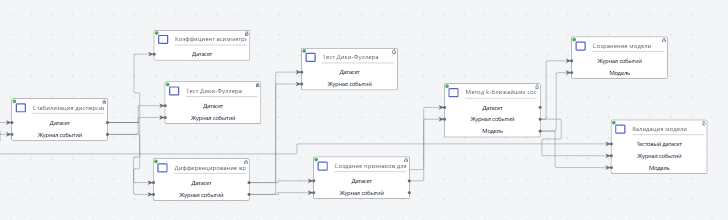 Коэффициент асимметр
Датасет
Тест Дики-Фуллера
Датасет
Журнал событий
Сохранение модели
Журнал событий
Модель
Тест Дики-Фуллера
Датасет
Журнал событий
Метод k-ближайших сос
Датасет
Журнал событий
Модель
Стабилизация дисперси
Датасет
Журнал событий
Валидация модели
Тестовый датасет
Журнал событий
Модель
Дифференцирование вр
Датасет
Журнал событий
Создание признаков для
Датасет
Журнал событий